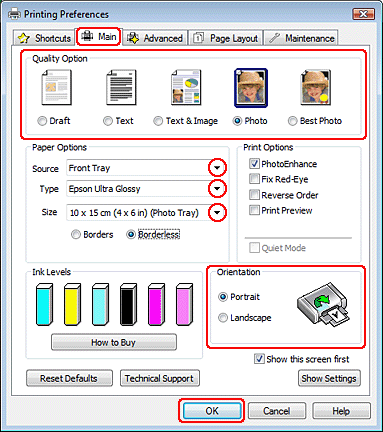 Printing Preferences
Shortcuts Main Advanced Page Layout Maintenance
Quality Option
Draft Text Text & Image Photo Best Photo
Paper Options
Source Front Tray
Type Epson Ultra Glossy
Size 10 x 15 cm (4 x 6 in) (Photo Tray)
Borders Borderless
Print Options
PhotoEnhance
Fix Red-Eye
Reverse Order
Print Preview
Quiet Mode
Ink Levels
How to Buy
Orientation
Portrait
Landscape
Show this screen first
Reset Defaults Technical Support Show Settings
OK Cancel Help